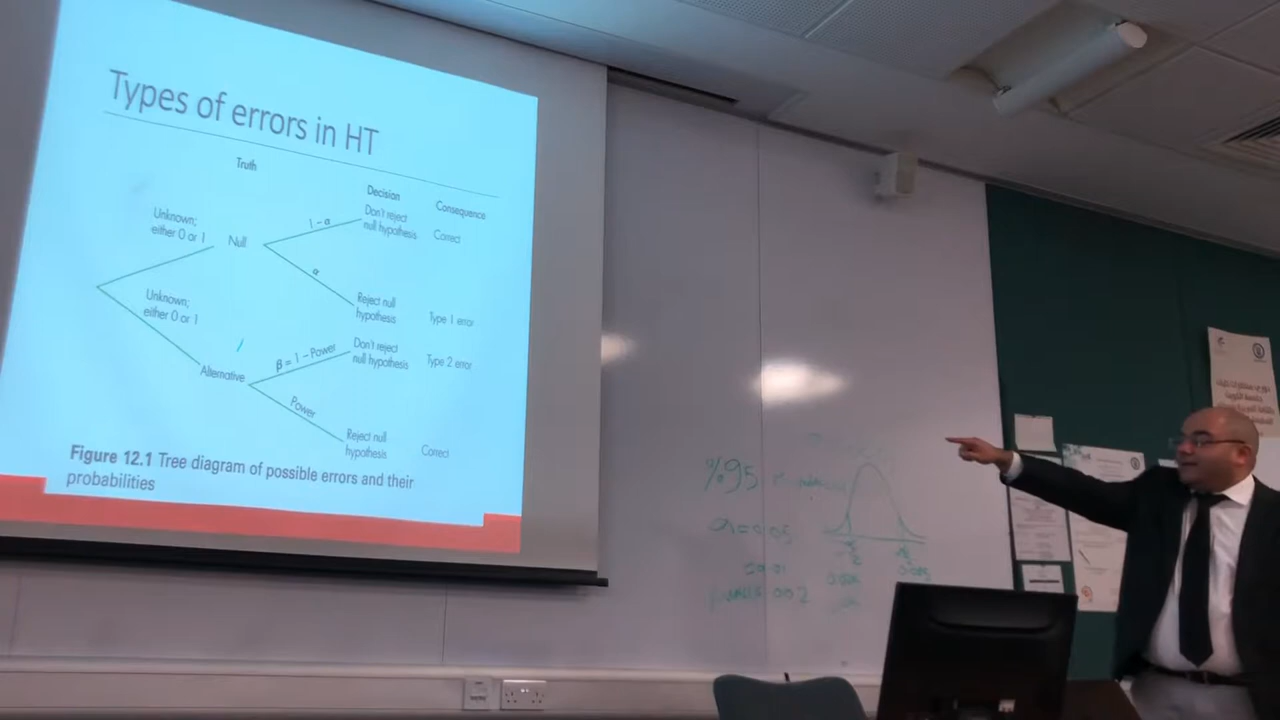 Types of errors in HT
Truth
Decision
Consequence
Unknown;
either 0 or 1
Null
1 – α
Don't reject
null hypothesis
Correct
α
Reject null
hypothesis
Type 1 error
Unknown;
either 0 or 1
Alternative
β = 1 – Power
Don't reject
null hypothesis
Type 2 error
Power
Reject null
hypothesis
Correct
Figure 12.1 Tree diagram of possible errors and their
probabilities
%95
α=0.05
0.02
جامعة الكويت